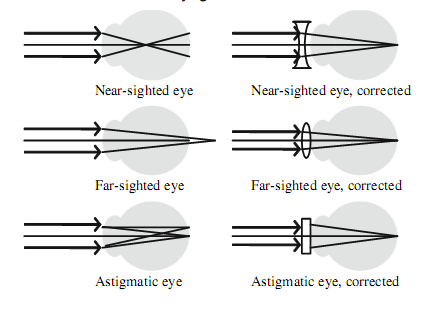 Near-sighted eye
Near-sighted eye, corrected
Far-sighted eye
Far-sighted eye, corrected
Astigmatic eye
Astigmatic eye, corrected